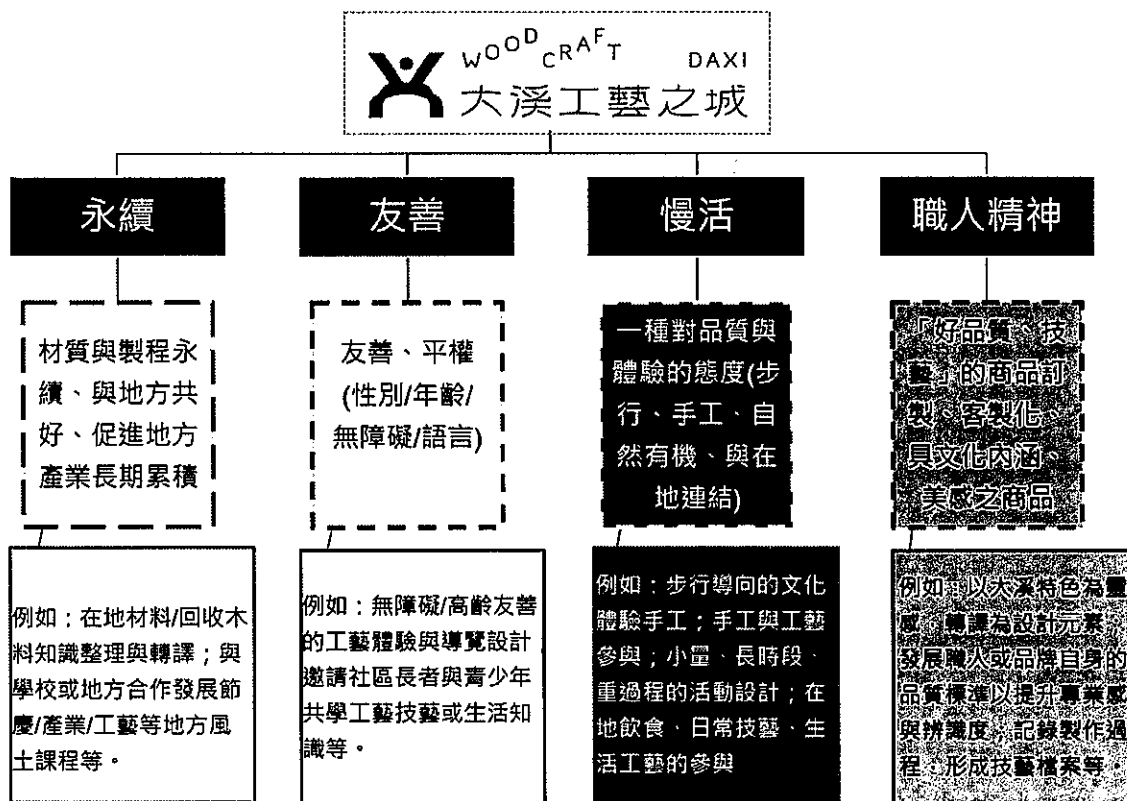 WOOD CRAFT DAXI
大溪工藝之城
永續
友善
慢活
職人精神
材質與製程永
續、與地方共
好、促進地方
產業長期累積
友善、平權
(性別/年齡/
無障礙/語言)
一種對品質與
體驗的態度(步
行、手工、自
然有機、與在
地連結)
「好品質、技
藝」的商品訂
製、客製化、
具文化內涵、
美感之商品
例如：在地材料/回收木
料知識整理與轉譯；與
學校或地方合作發展節
慶/產業/工藝等地方風
土課程等。
例如：無障礙/高齡友善
的工藝體驗與導覽設計
邀請社區長者與青少年
共學工藝技藝或生活知
識等。
例如：步行導向的文化
體驗手工；手工與工藝
參與；小量、長時段、
重過程的活動設計；在
地飲食、日常技藝、生
活工藝的參與
例如：以大溪特色為靈
感、轉譯為設計元素、
發展職人或品牌自身的
品質標準以提升專業感
與辨識度；記錄製作過
程、形成技藝檔案等。